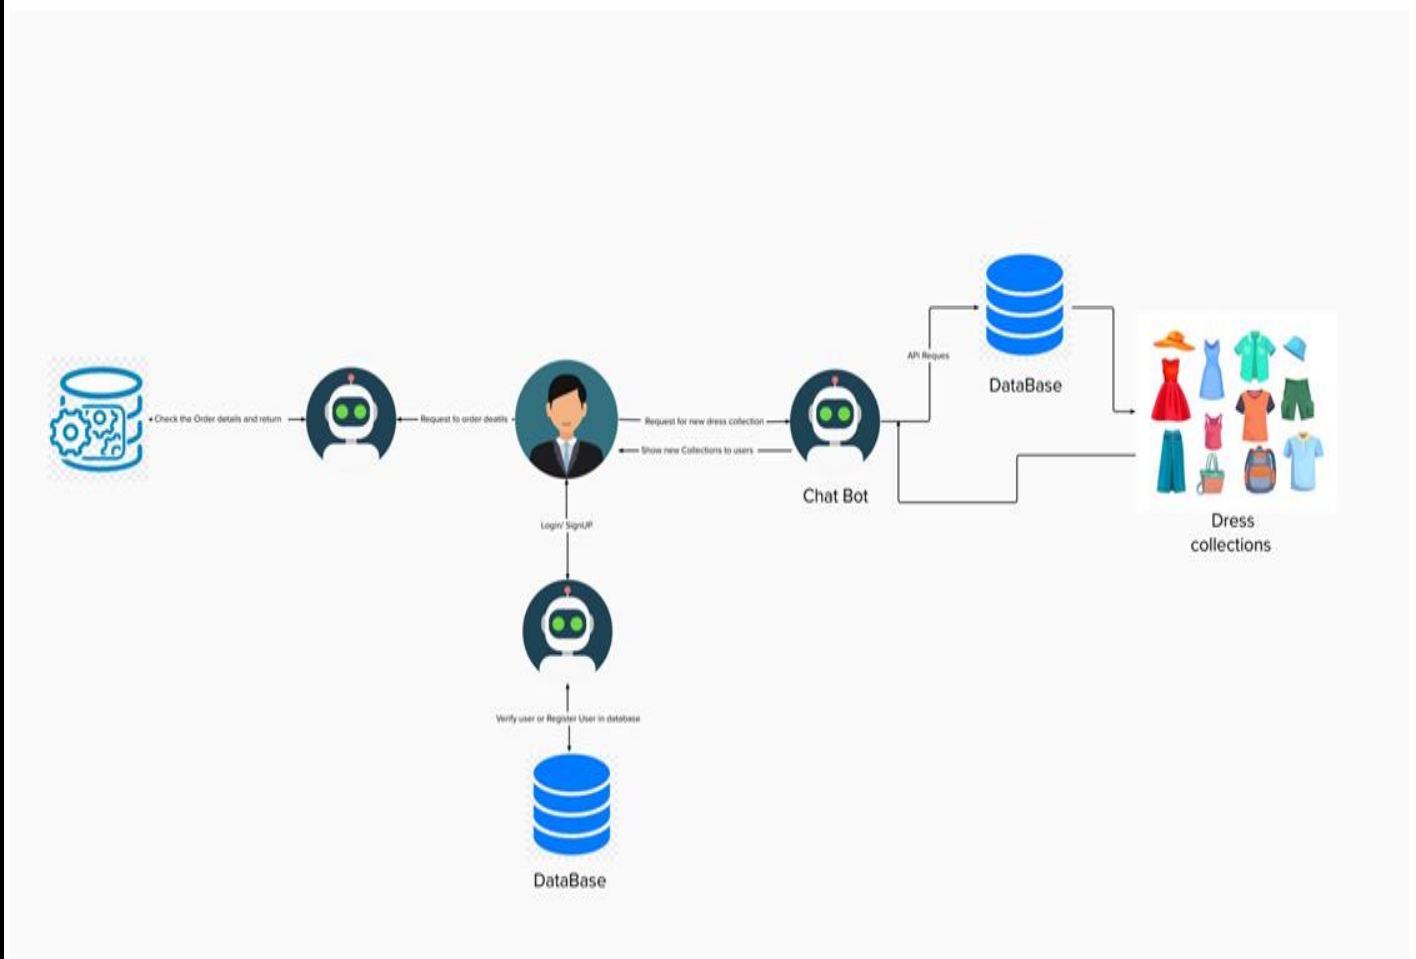 API Reques
DataBase
Check the Order details and return
Request to order deatils
Request for new dress collection
Show new Collections to users
Chat Bot
Dress
collections
Login/ SignUP
Verify user or Register User in database
DataBase